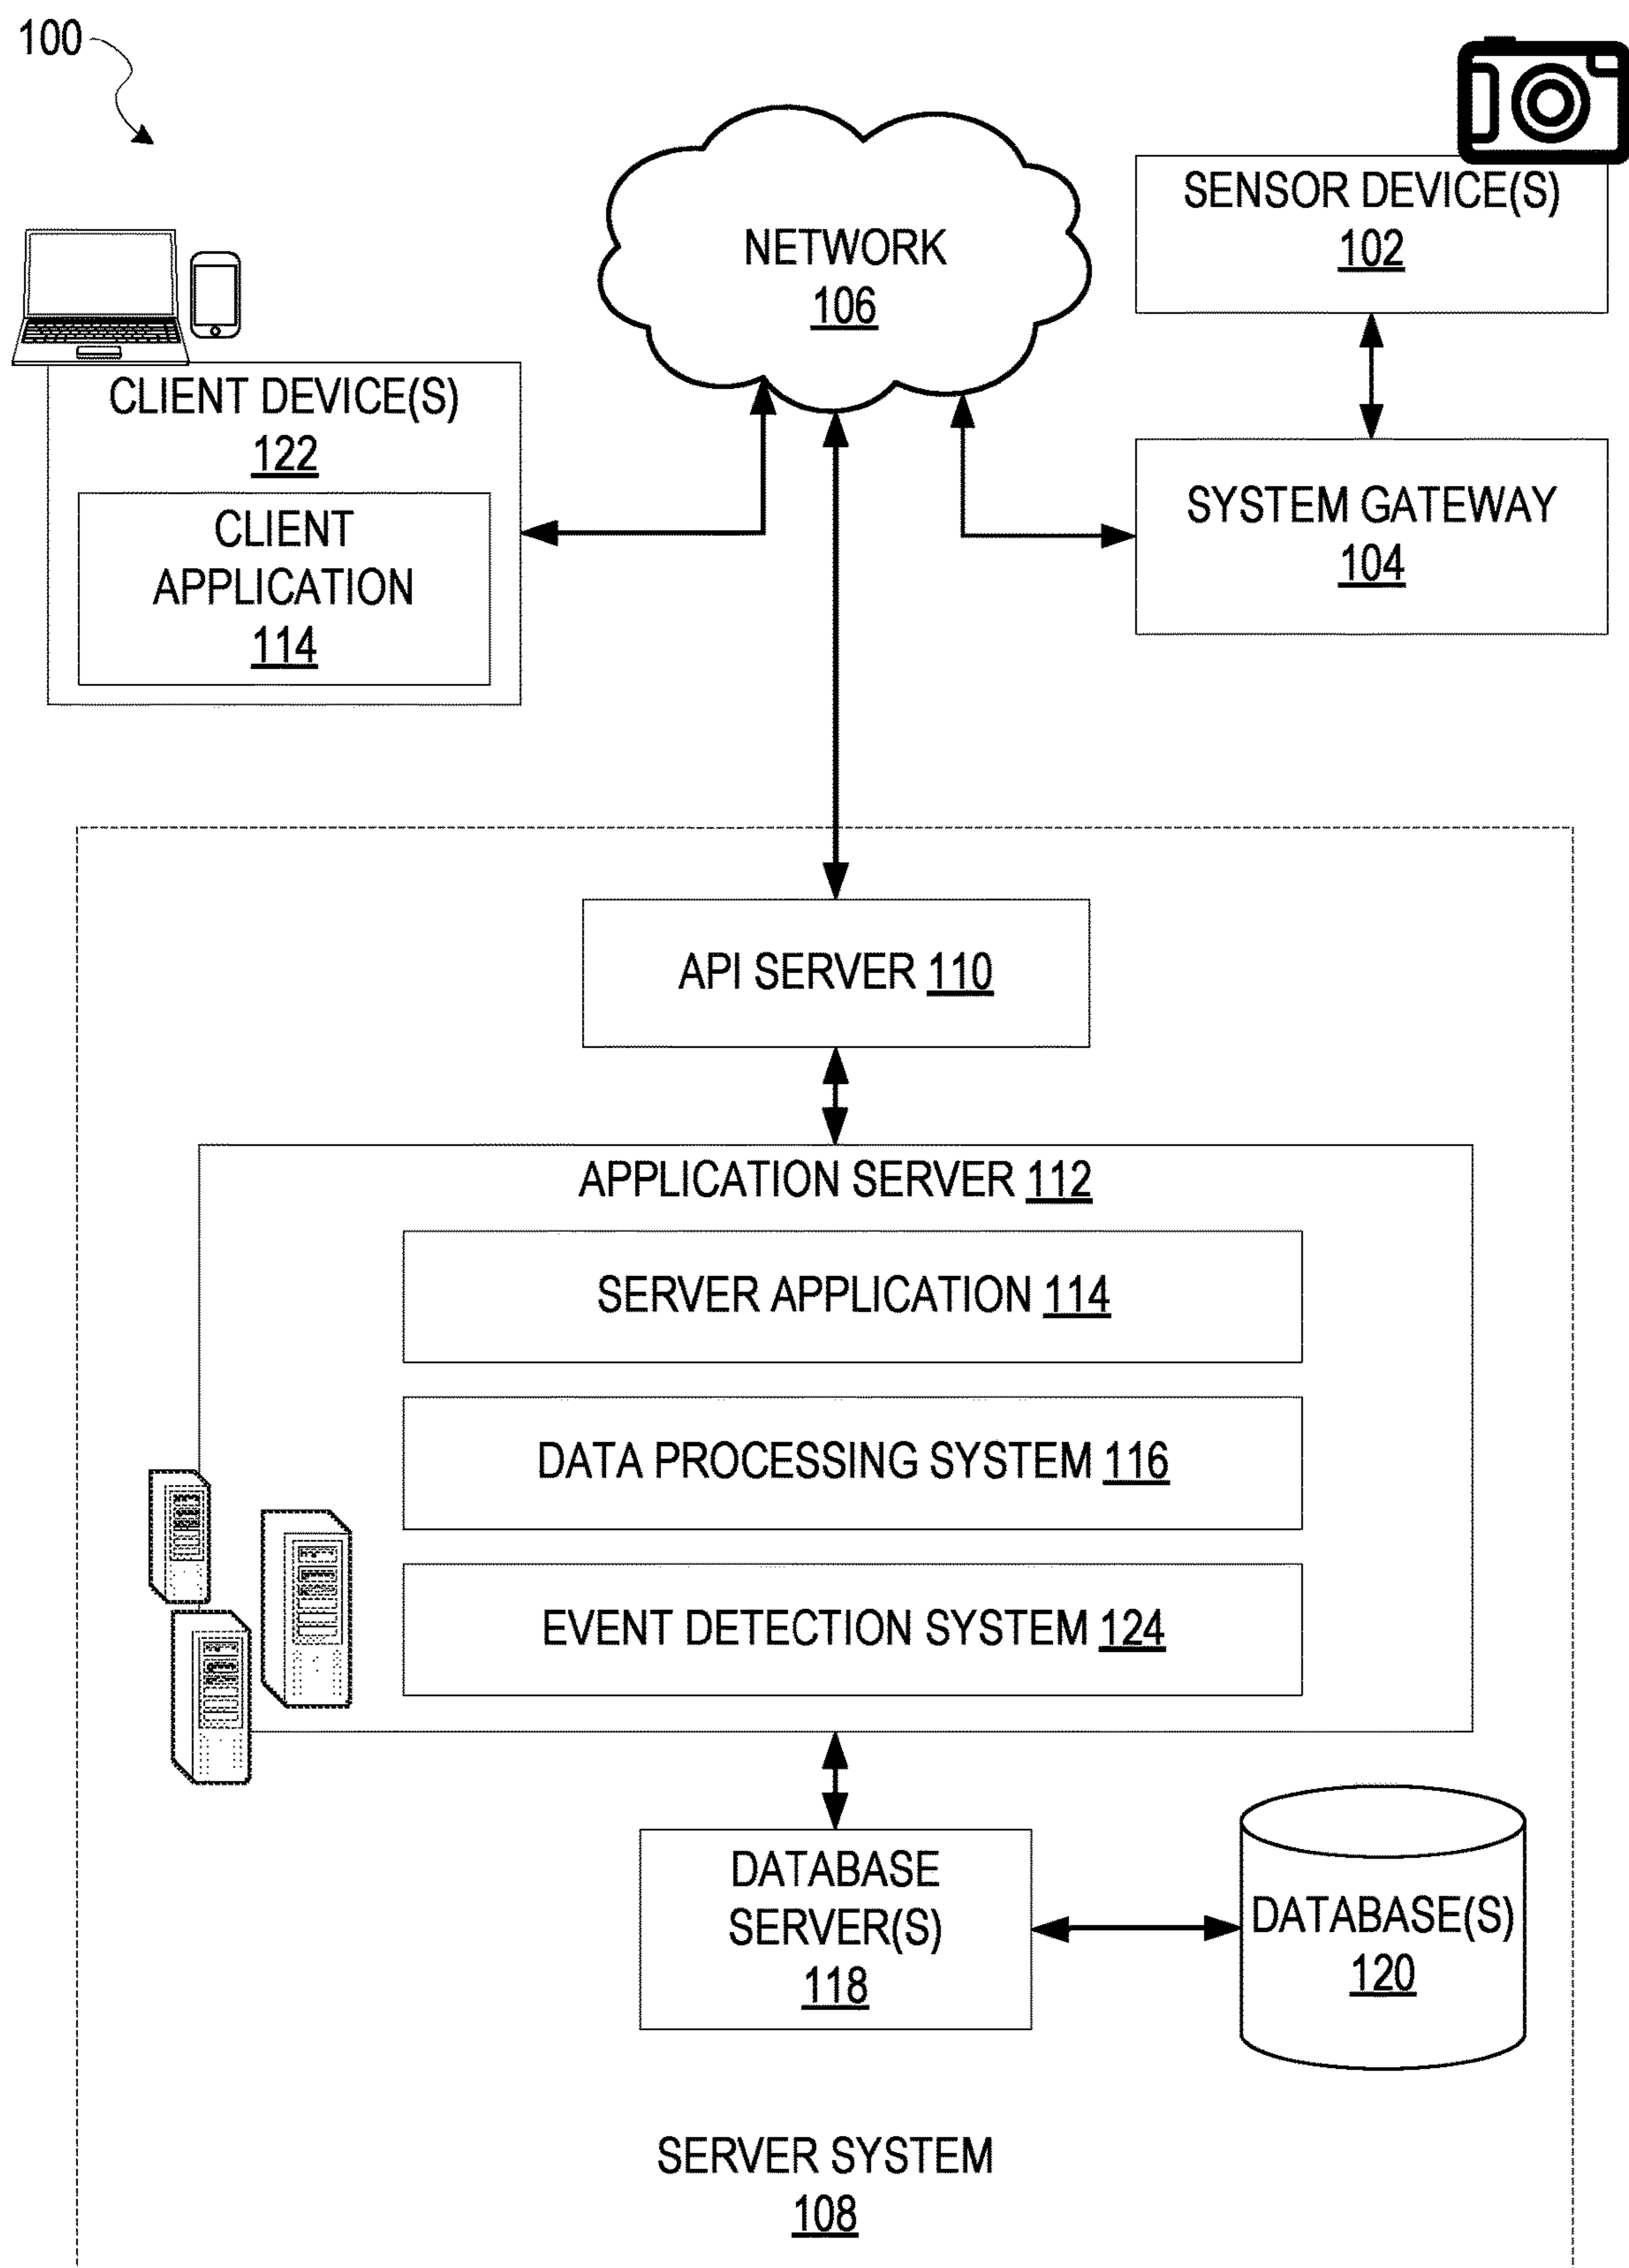 100
SENSOR DEVICE(S)
102
NETWORK
106
CLIENT DEVICE(S)
122
CLIENT
APPLICATION
114
SYSTEM GATEWAY
104
API SERVER 110
APPLICATION SERVER 112
SERVER APPLICATION 114
DATA PROCESSING SYSTEM 116
EVENT DETECTION SYSTEM 124
DATABASE
SERVER(S)
118
DATABASE(S)
120
SERVER SYSTEM
108